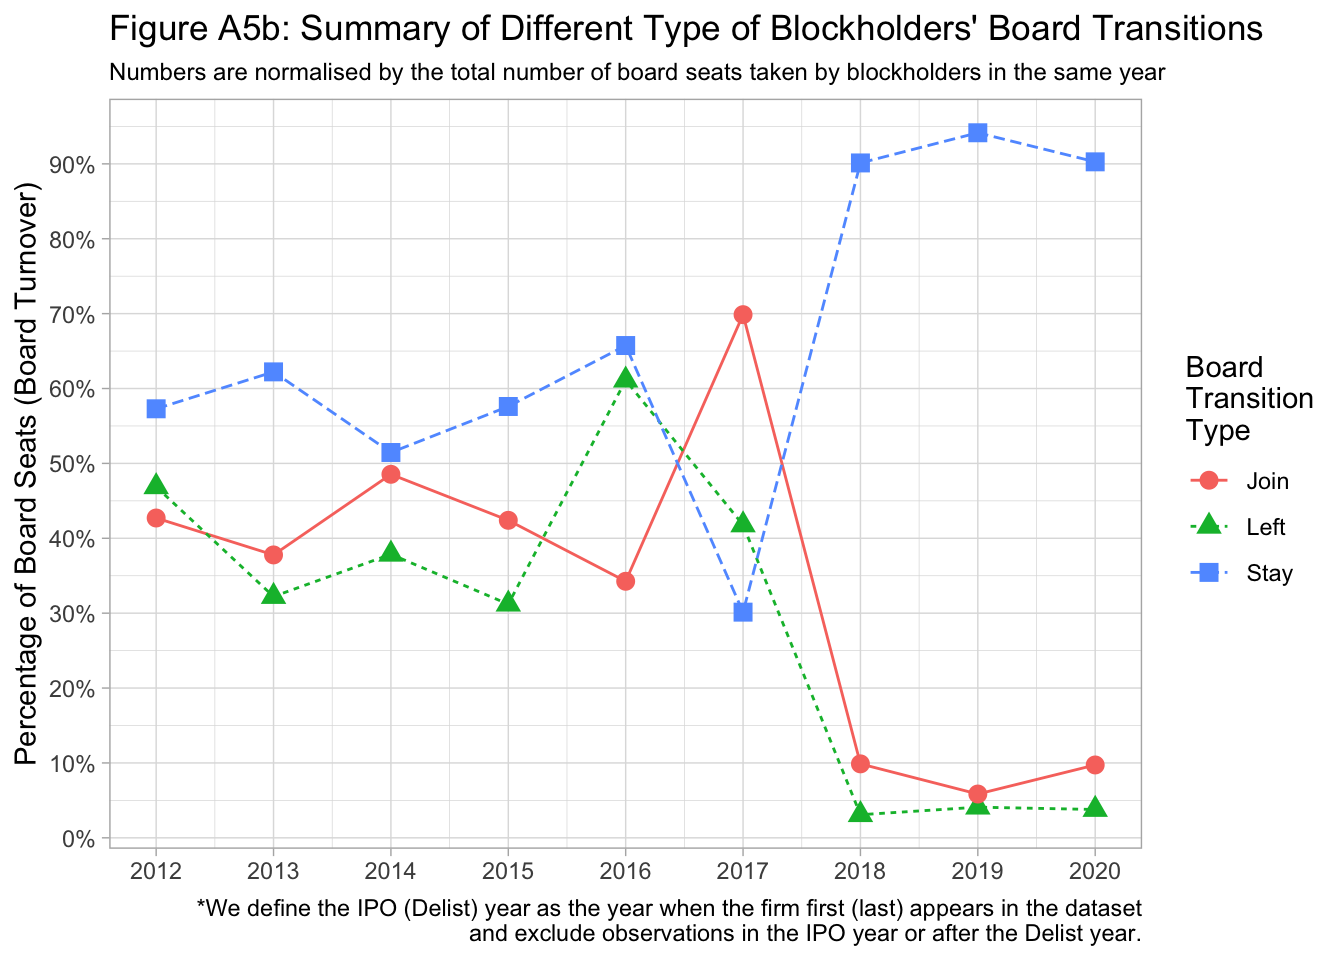 Figure A5b: Summary of Different Type of Blockholders' Board Transitions
Numbers are normalised by the total number of board seats taken by blockholders in the same year
Percentage of Board Seats (Board Turnover)
90%
80%
70%
60%
50%
40%
30%
20%
10%
0%
2012 2013 2014 2015 2016 2017 2018 2019 2020
Board
Transition
Type
Join
Left
Stay
*We define the IPO (Delist) year as the year when the firm first (last) appears in the dataset
and exclude observations in the IPO year or after the Delist year.